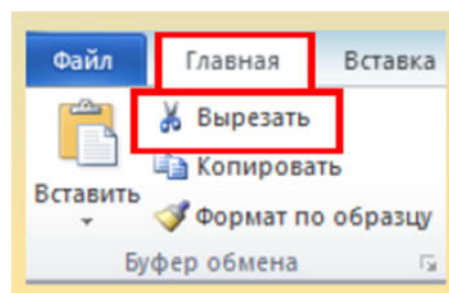 Файл Главная Вставка
Вырезать
Копировать
Вставить
Формат по образцу
Буфер обмена